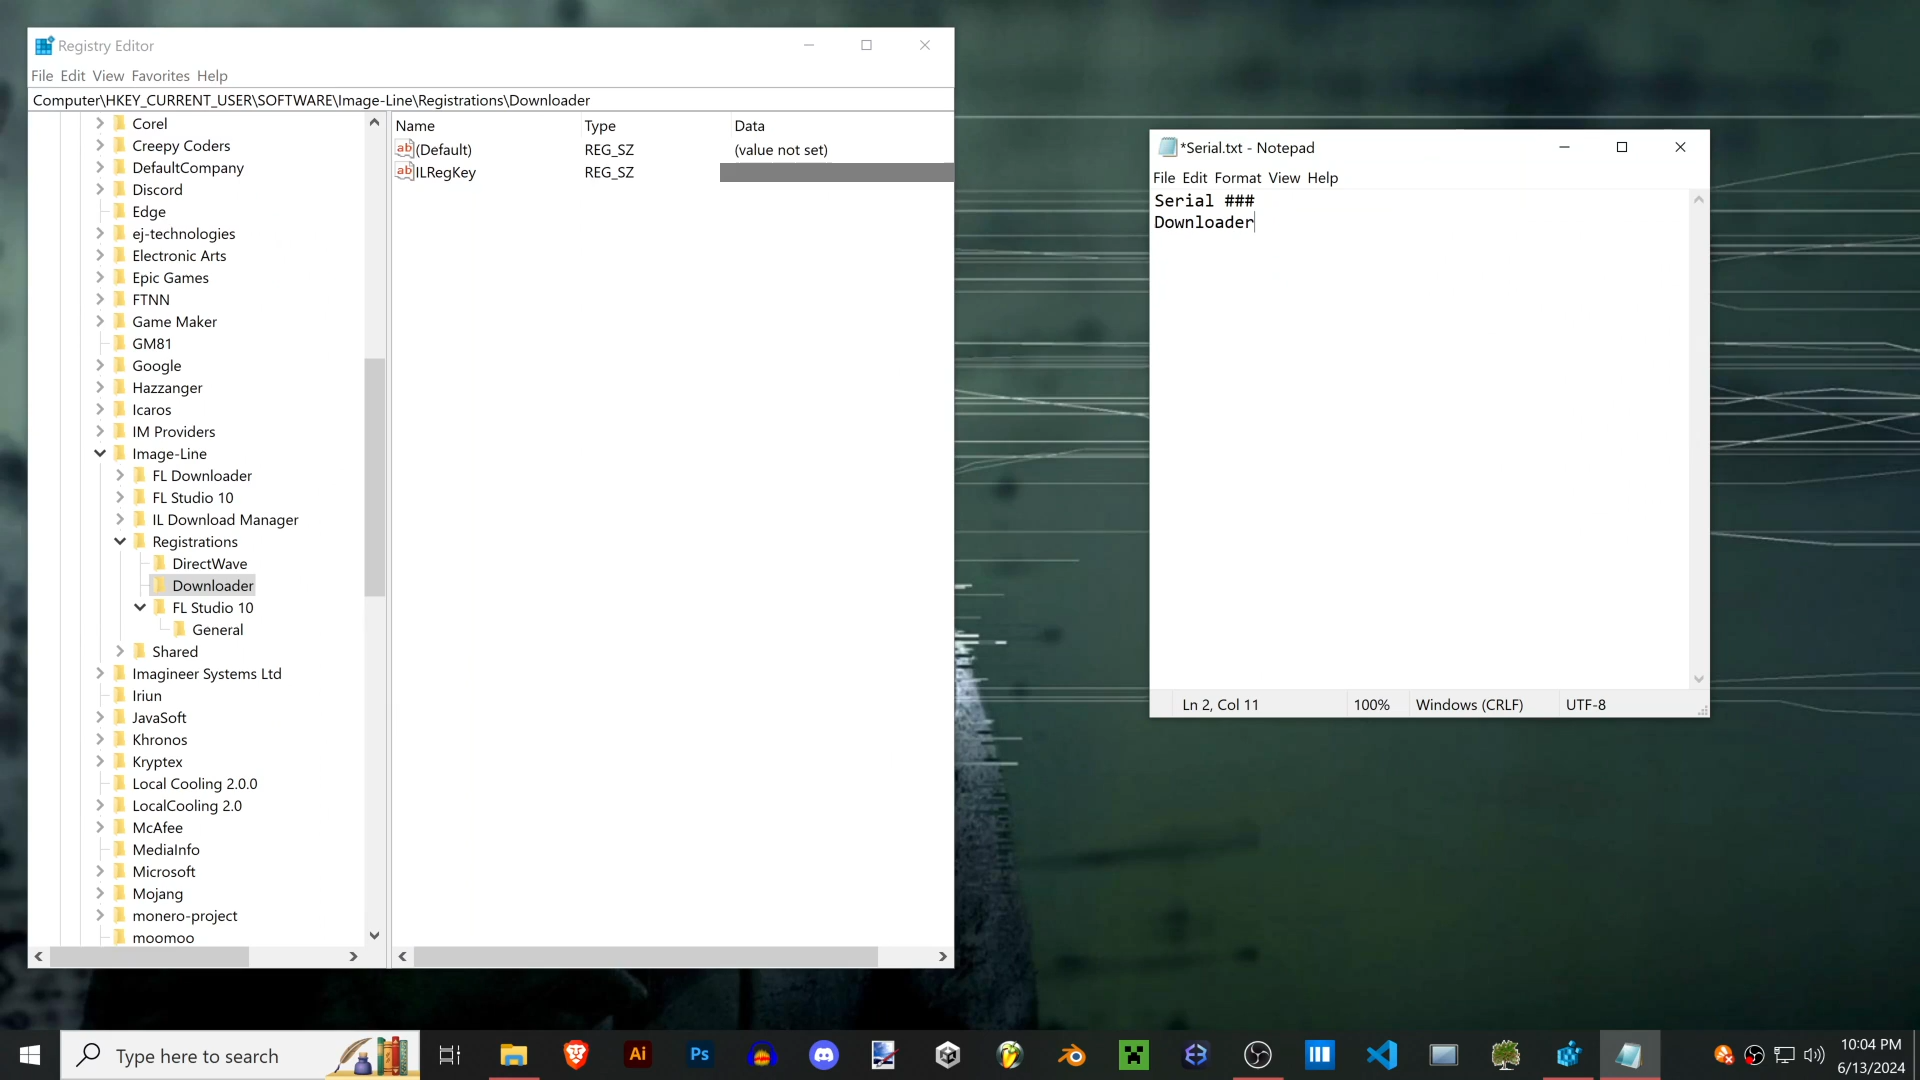 Registry Editor
File Edit View Favorites Help
Computer\HKEY_CURRENT_USER\SOFTWARE\Image-Line\Registrations\Downloader
Corel
Creepy Coders
DefaultCompany
Discord
Edge
ej-technologies
Electronic Arts
Epic Games
FTNN
Game Maker
GM81
Google
Hazzanger
Icaros
IM Providers
Image-Line
FL Downloader
FL Studio 10
IL Download Manager
Registrations
DirectWave
Downloader
FL Studio 10
General
Shared
Imagineer Systems Ltd
Iriun
JavaSoft
Khronos
Kryptex
Local Cooling 2.0.0
LocalCooling 2.0
McAfee
MediaInfo
Microsoft
Mojang
monero-project
moomoo
Name Type Data
ab (Default) REG_SZ (value not set)
ab ILRegKey REG_SZ
*Serial.txt - Notepad
File Edit Format View Help
Serial ###
Downloader
Ln 2, Col 11 100% Windows (CRLF) UTF-8
Type here to search
Ai
Ps
10:04 PM
6/13/2024